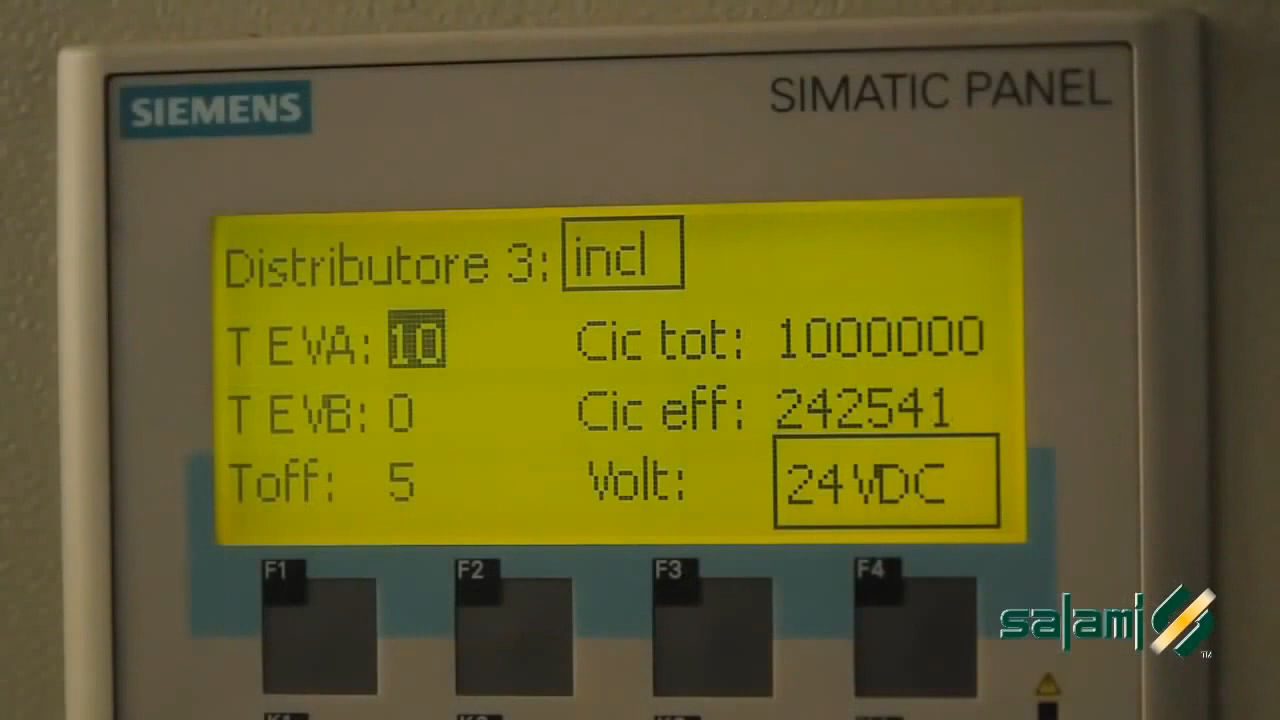 SIEMENS
SIMATIC PANEL
Distributore 3: incl
T EVA: 10 Cic tot: 1000000
T EVB: 0 Cic eff: 242541
Toff: 5 Volt: 24VDC
F1 F2 F3 F4
salami
TM